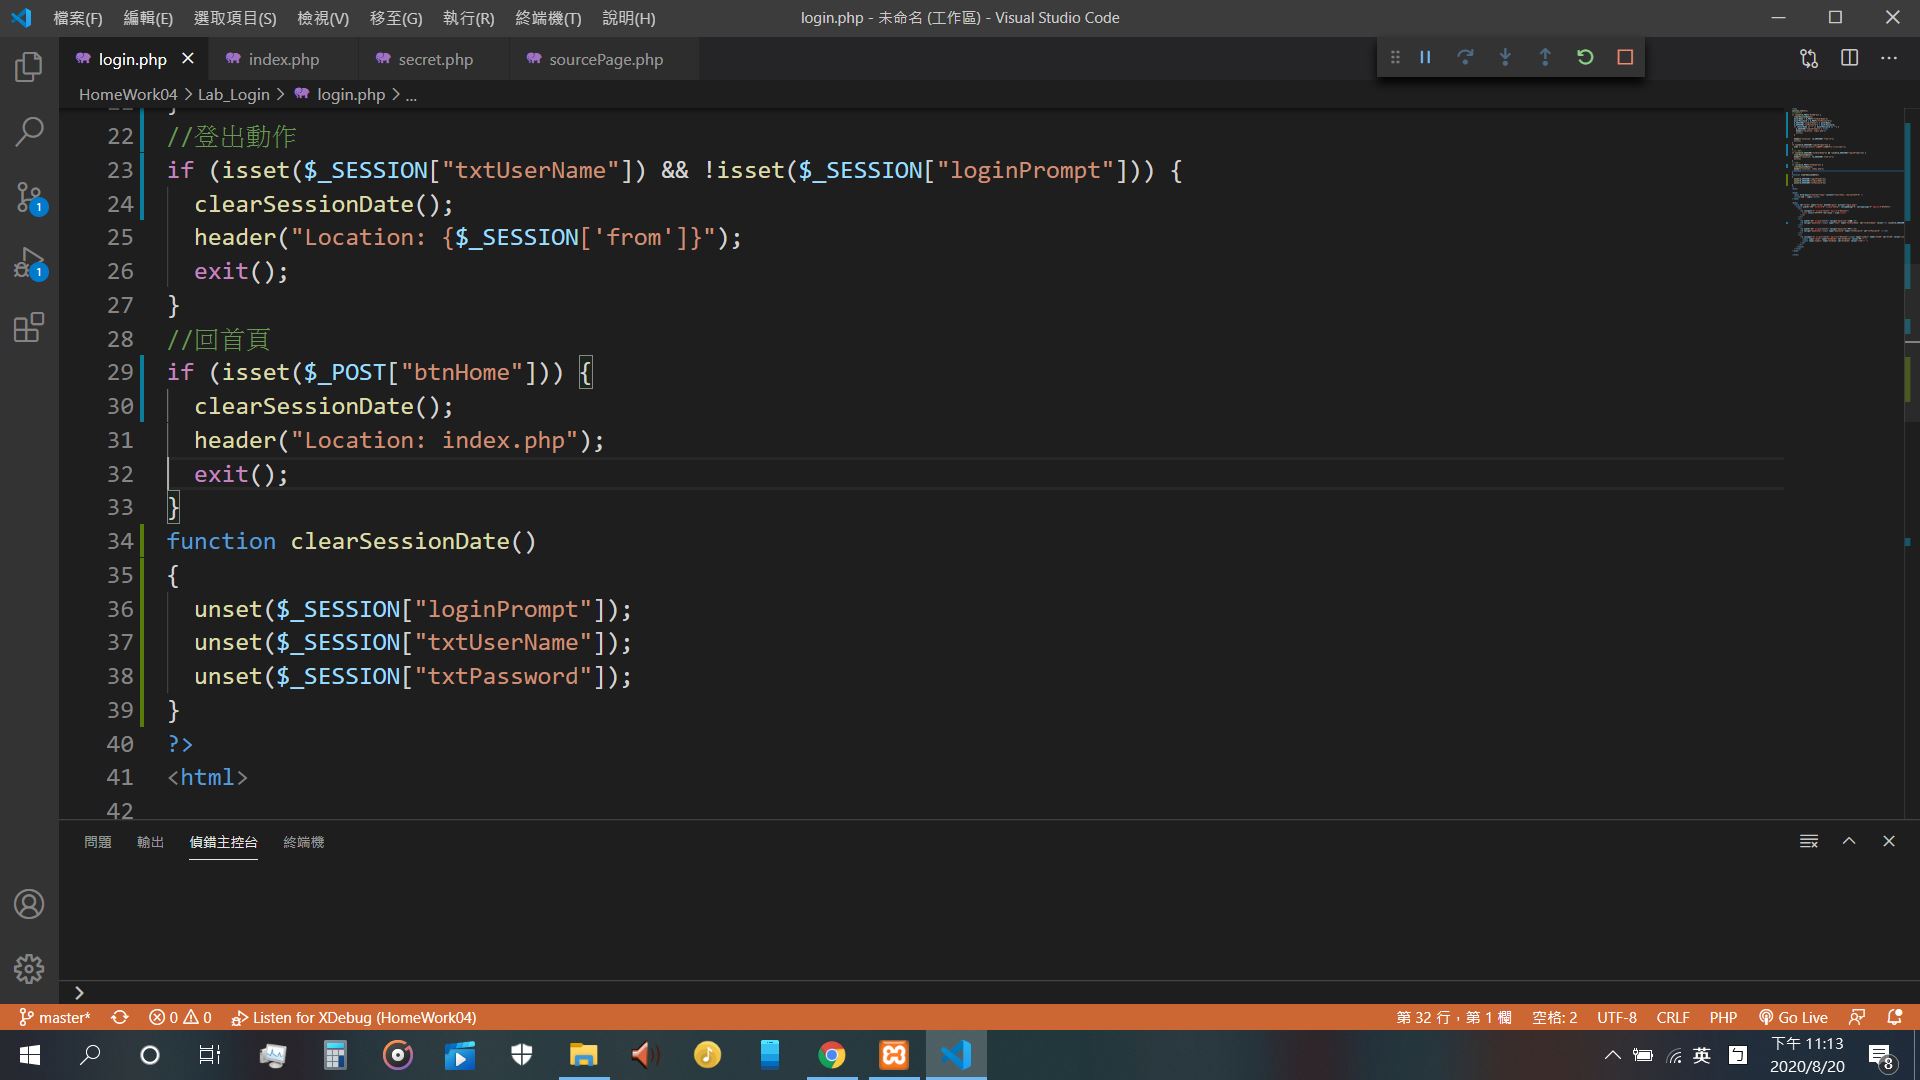 檔案(F) 編輯(E) 選取項目(S) 檢視(V) 移至(G) 執行(R) 終端機(T) 說明(H) login.php - 未命名 (工作區) - Visual Studio Code
login.php index.php secret.php sourcePage.php
HomeWork04 > Lab_Login > login.php > ...
22 //登出動作
23 if (isset($_SESSION["txtUserName"]) && !isset($_SESSION["loginPrompt"])) {
24 clearSessionDate();
25 header("Location: {$_SESSION['from']}");
26 exit();
27 }
28 //回首頁
29 if (isset($_POST["btnHome"])) {
30 clearSessionDate();
31 header("Location: index.php");
32 exit();
33 }
34 function clearSessionDate()
35 {
36 unset($_SESSION["loginPrompt"]);
37 unset($_SESSION["txtUserName"]);
38 unset($_SESSION["txtPassword"]);
39 }
40 ?>
41 <html>
42
1
1
問題 輸出 偵錯主控台 終端機
master* 0 0 Listen for XDebug (HomeWork04) 第 32 行，第 1 欄 空格: 2 UTF-8 CRLF PHP Go Live
英 下午 11:13
2020/8/20 8